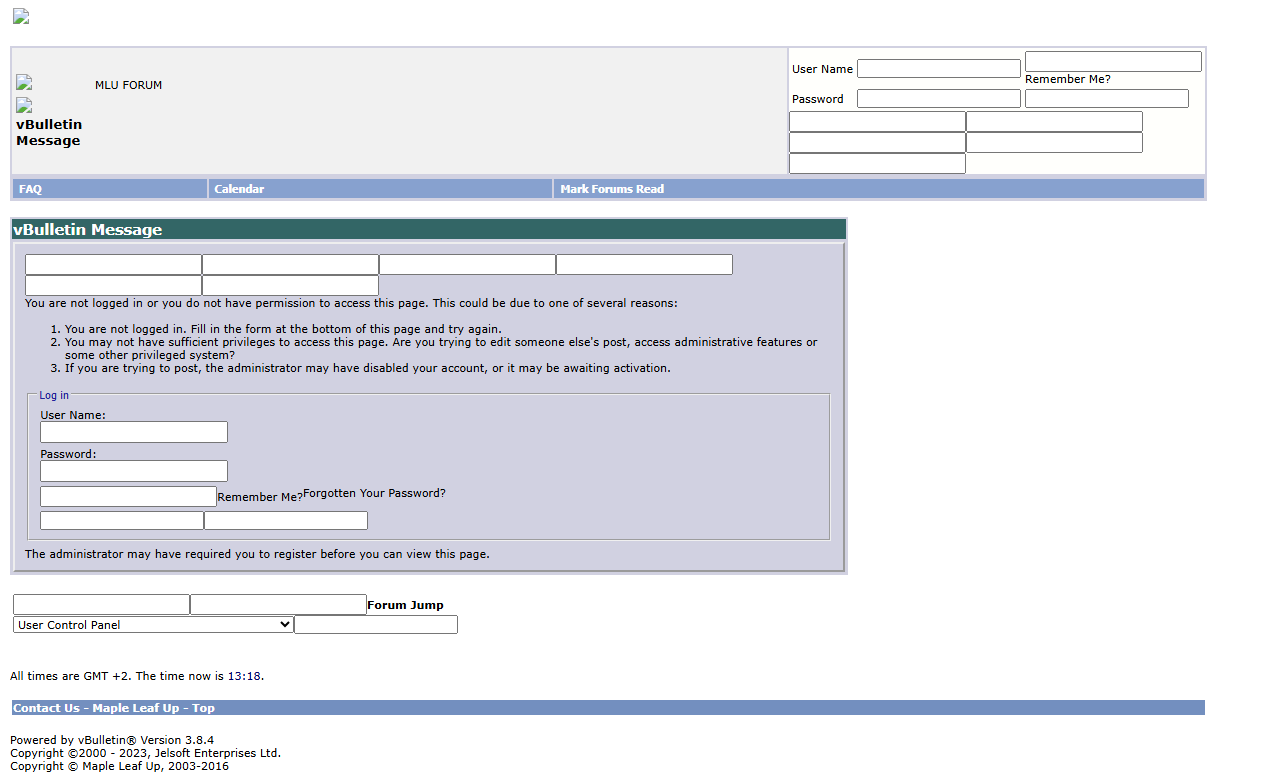 MLU FORUM
vBulletin
Message
User Name
Remember Me?
Password
FAQ
Calendar
Mark Forums Read
vBulletin Message
You are not logged in or you do not have permission to access this page. This could be due to one of several reasons:
1. You are not logged in. Fill in the form at the bottom of this page and try again.
2. You may not have sufficient privileges to access this page. Are you trying to edit someone else's post, access administrative features or
some other privileged system?
3. If you are trying to post, the administrator may have disabled your account, or it may be awaiting activation.
Log in
User Name:
Password:
Remember Me?Forgotten Your Password?
The administrator may have required you to register before you can view this page.
Forum Jump
User Control Panel
All times are GMT +2. The time now is 13:18.
Contact Us - Maple Leaf Up - Top
Powered by vBulletin® Version 3.8.4
Copyright ©2000 - 2023, Jelsoft Enterprises Ltd.
Copyright © Maple Leaf Up, 2003-2016